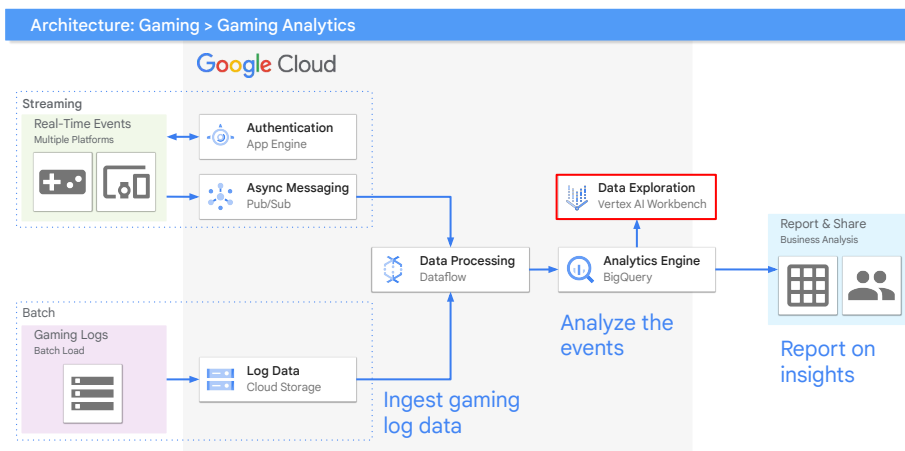 Architecture: Gaming > Gaming Analytics
Google Cloud
Streaming
Real-Time Events
Multiple Platforms
Authentication
App Engine
Async Messaging
Pub/Sub
Data Exploration
Vertex AI Workbench
Data Processing
Dataflow
Analytics Engine
BigQuery
Report & Share
Business Analysis
Batch
Gaming Logs
Batch Load
Log Data
Cloud Storage
Ingest gaming
log data
Analyze the
events
Report on
insights